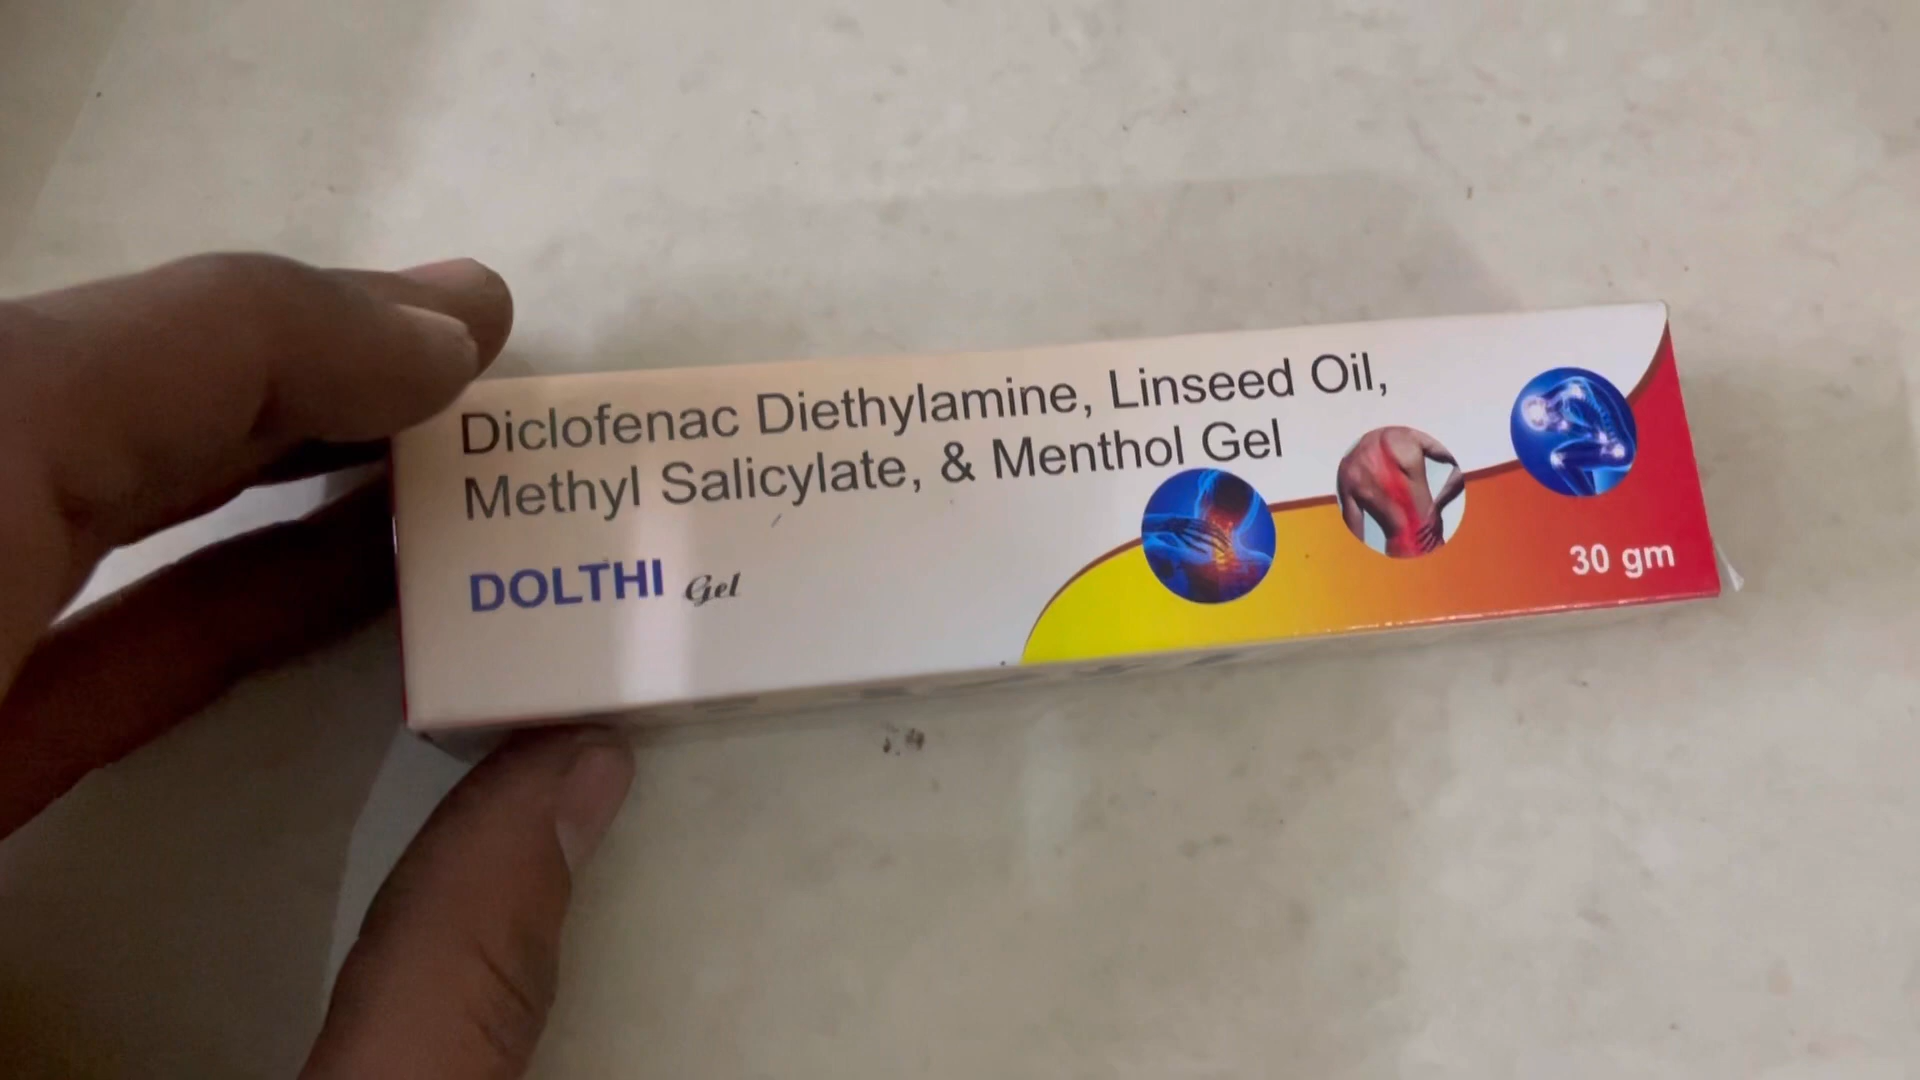 Diclofenac Diethylamine, Linseed Oil,
Methyl Salicylate, & Menthol Gel
DOLTHI Gel
30 gm